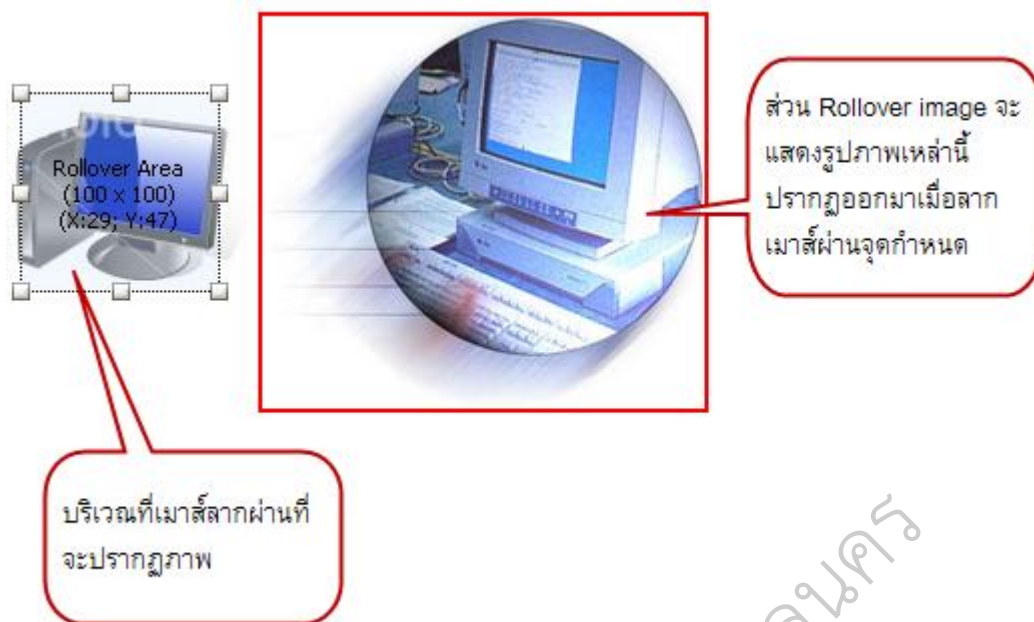 Rollover Area
(100 x 100)
(X:29; Y:47)
ส่วน Rollover image จะ
แสดงรูปภาพเหล่านี้
ปรากฏออกมาเมื่อลาก
เมาส์ผ่านจุดกำหนด
บริเวณที่เมาส์ลากผ่านที่
จะปรากฏภาพ